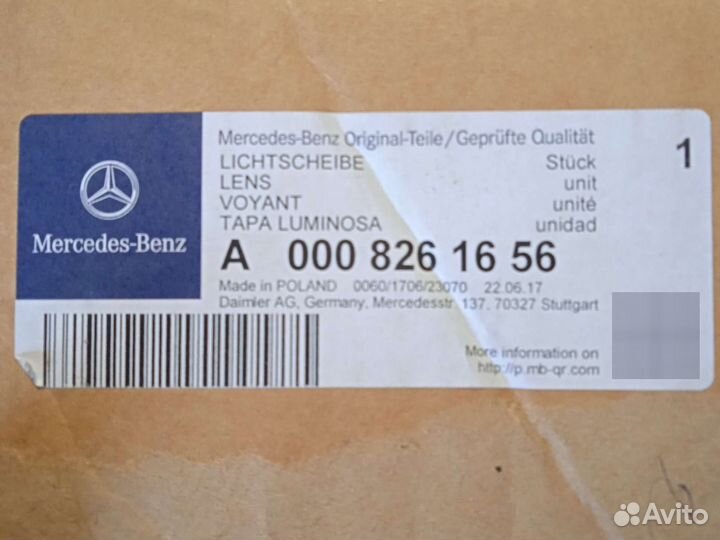 Mercedes-Benz Original-Teile/Geprüfte Qualität
LICHTSCHEIBE Stück 1
LENS unit
VOYANT unité
TAPA LUMINOSA unidad
Mercedes-Benz
A 000 826 16 56
Made in POLAND 0060/1706/23070 22.06.17
Daimler AG, Germany, Mercedesstr. 137, 70327 Stuttgart
More information on
http://p.mb-qr.com
Avito